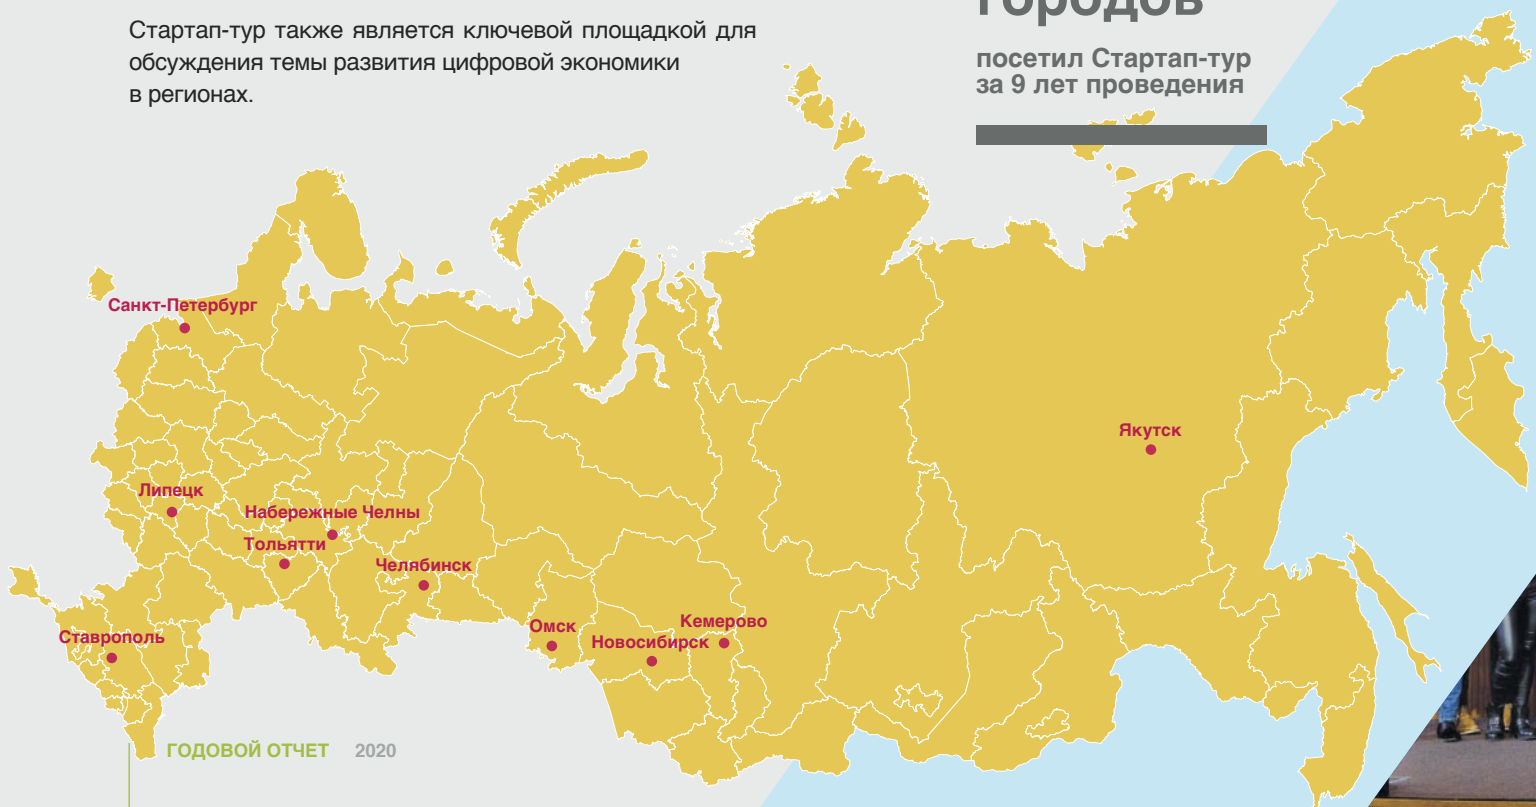 Стартап-тур также является ключевой площадкой для
обсуждения темы развития цифровой экономики
в регионах.
городов
посетил Стартап-тур
за 9 лет проведения
Санкт-Петербург
Якутск
Липецк
Набережные Челны
Тольятти
Челябинск
Омск
Кемерово
Новосибирск
Ставрополь
ГОДОВОЙ ОТЧЕТ 2020